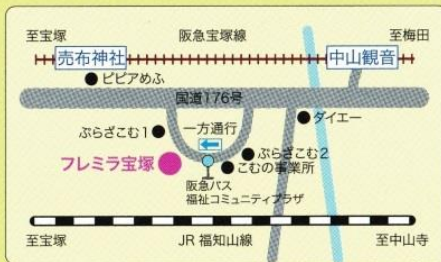 至宝塚
阪急宝塚線
至梅田
売布神社
中山観音
ピピアめふ
国道176号
ぷらざこむ1
一方通行
ダイエー
フレミラ宝塚
ぷらざこむ2
こむの事業所
阪急バス
福祉コミュニティプラザ
至宝塚
JR 福知山線
至中山寺